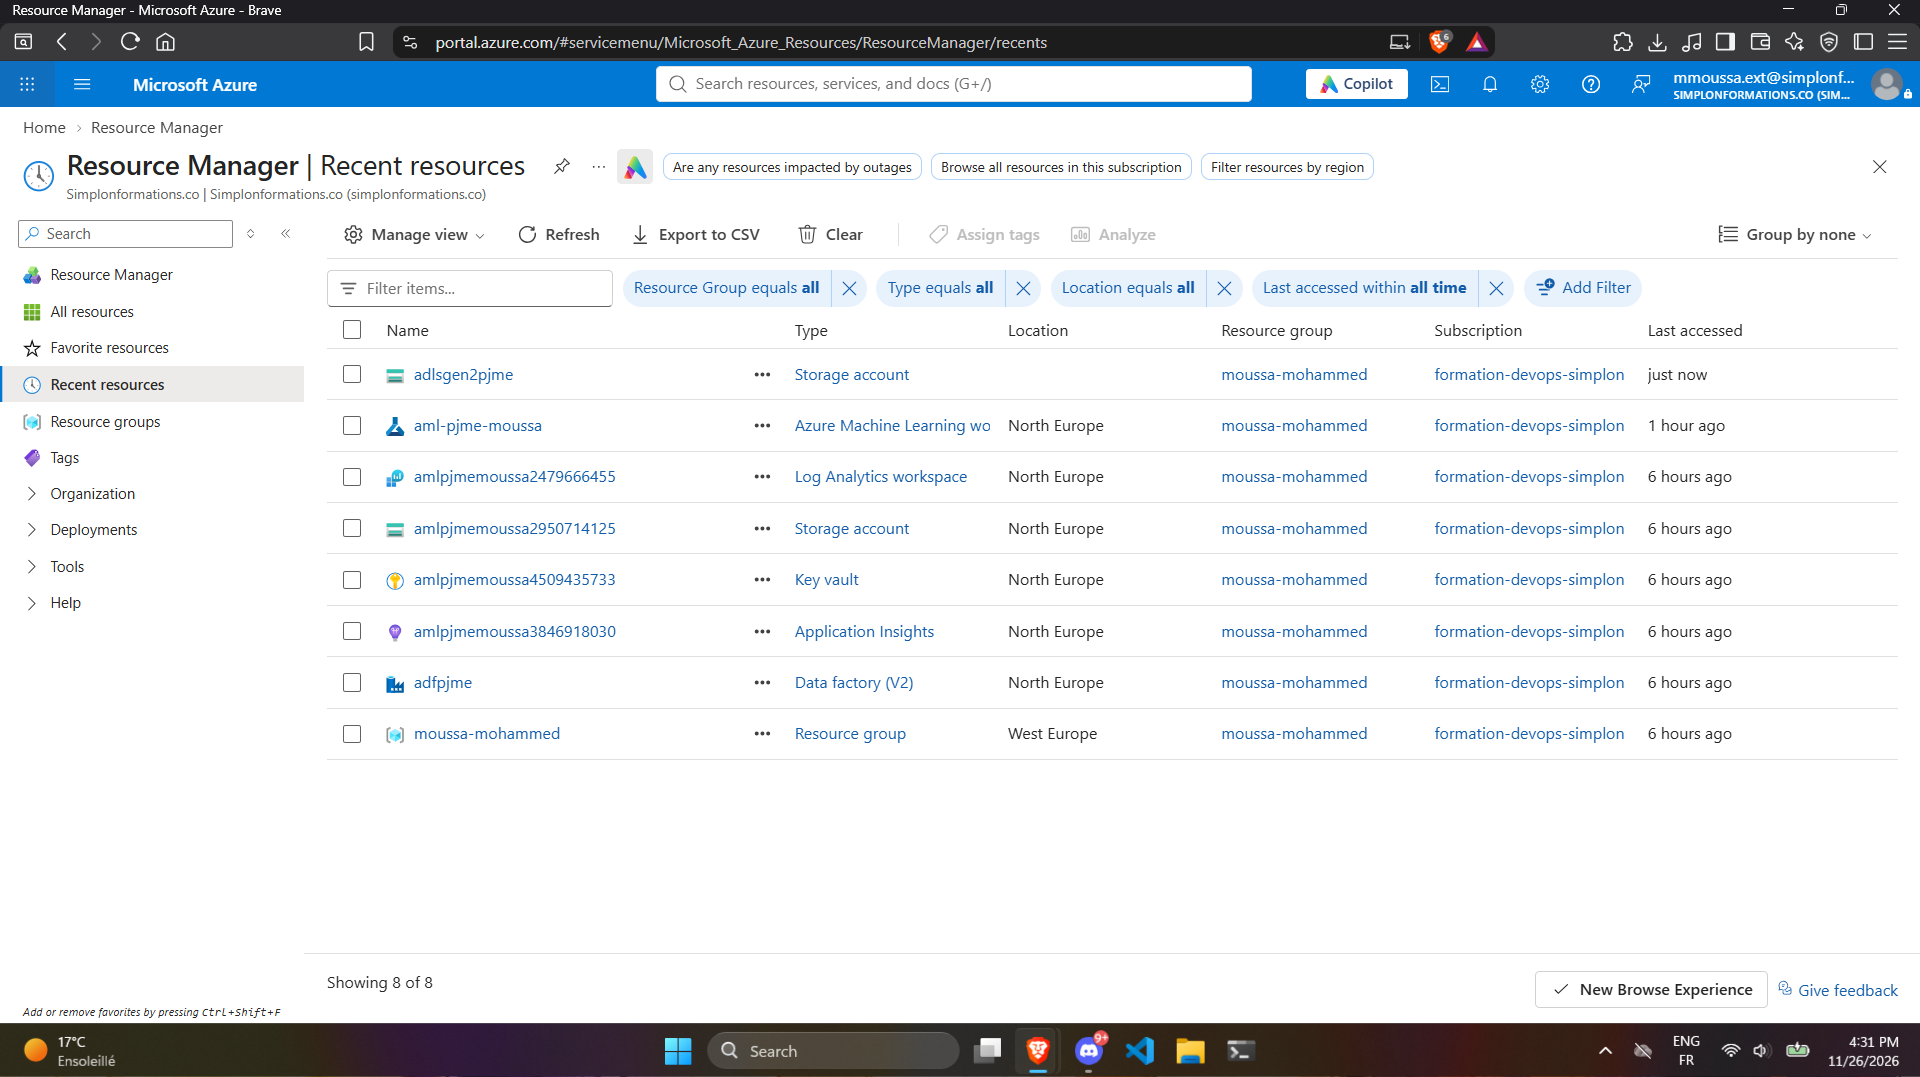 Resource Manager - Microsoft Azure - Brave
portal.azure.com/#servicemenu/Microsoft_Azure_Resources/ResourceManager/recents
6
Microsoft Azure
Search resources, services, and docs (G+/)
Copilot
mmoussa.ext@simplonf...
SIMPLONFORMATIONS.CO (SIM...
Home > Resource Manager
Resource Manager | Recent resources
Simplonformations.co | Simplonformations.co (simplonformations.co)
Are any resources impacted by outages
Browse all resources in this subscription
Filter resources by region
Search
Manage view
Refresh
Export to CSV
Clear
Assign tags
Analyze
Group by none
Resource Manager
All resources
Favorite resources
Recent resources
Resource groups
Tags
Organization
Deployments
Tools
Help
Filter items...
Resource Group equals all
Type equals all
Location equals all
Last accessed within all time
Add Filter
Name Type Location Resource group Subscription Last accessed
adlsgen2pjme ••• Storage account moussa-mohammed formation-devops-simplon just now
aml-pjme-moussa ••• Azure Machine Learning wo North Europe moussa-mohammed formation-devops-simplon 1 hour ago
amlpjmemoussa2479666455 ••• Log Analytics workspace North Europe moussa-mohammed formation-devops-simplon 6 hours ago
amlpjmemoussa2950714125 ••• Storage account North Europe moussa-mohammed formation-devops-simplon 6 hours ago
amlpjmemoussa4509435733 ••• Key vault North Europe moussa-mohammed formation-devops-simplon 6 hours ago
amlpjmemoussa3846918030 ••• Application Insights North Europe moussa-mohammed formation-devops-simplon 6 hours ago
adfpjme ••• Data factory (V2) North Europe moussa-mohammed formation-devops-simplon 6 hours ago
moussa-mohammed ••• Resource group West Europe moussa-mohammed formation-devops-simplon 6 hours ago
Showing 8 of 8
New Browse Experience
Give feedback
Add or remove favorites by pressing Ctrl+Shift+F
17°C
Ensoleillé
Search
9+
ENG
FR
4:31 PM
11/26/2026